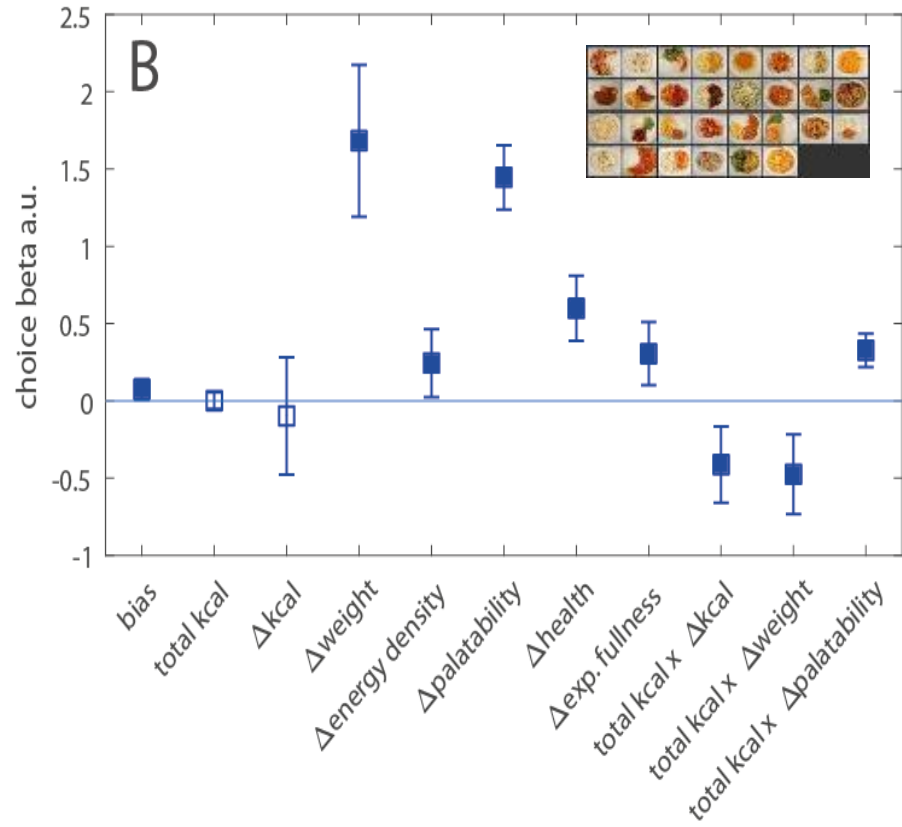 B
choice beta a.u.
2.5
2
1.5
1
0.5
0
-0.5
-1
bias
total kcal
Δkcal
Δweight
Δenergy density
Δpalatability
Δhealth
Δexp. fullness
total kcal x Δkcal
total kcal x Δweight
total kcal x Δpalatability